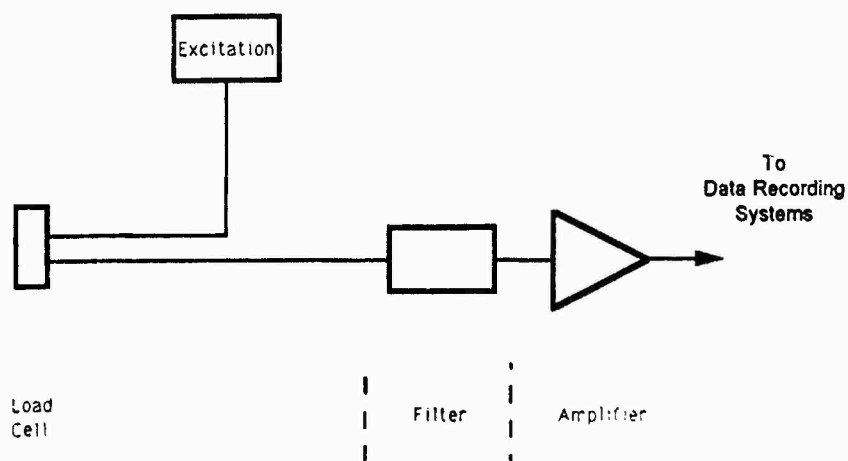 Excitation
To
Data Recording
Systems
Load
Cell
Filter
Amplifier